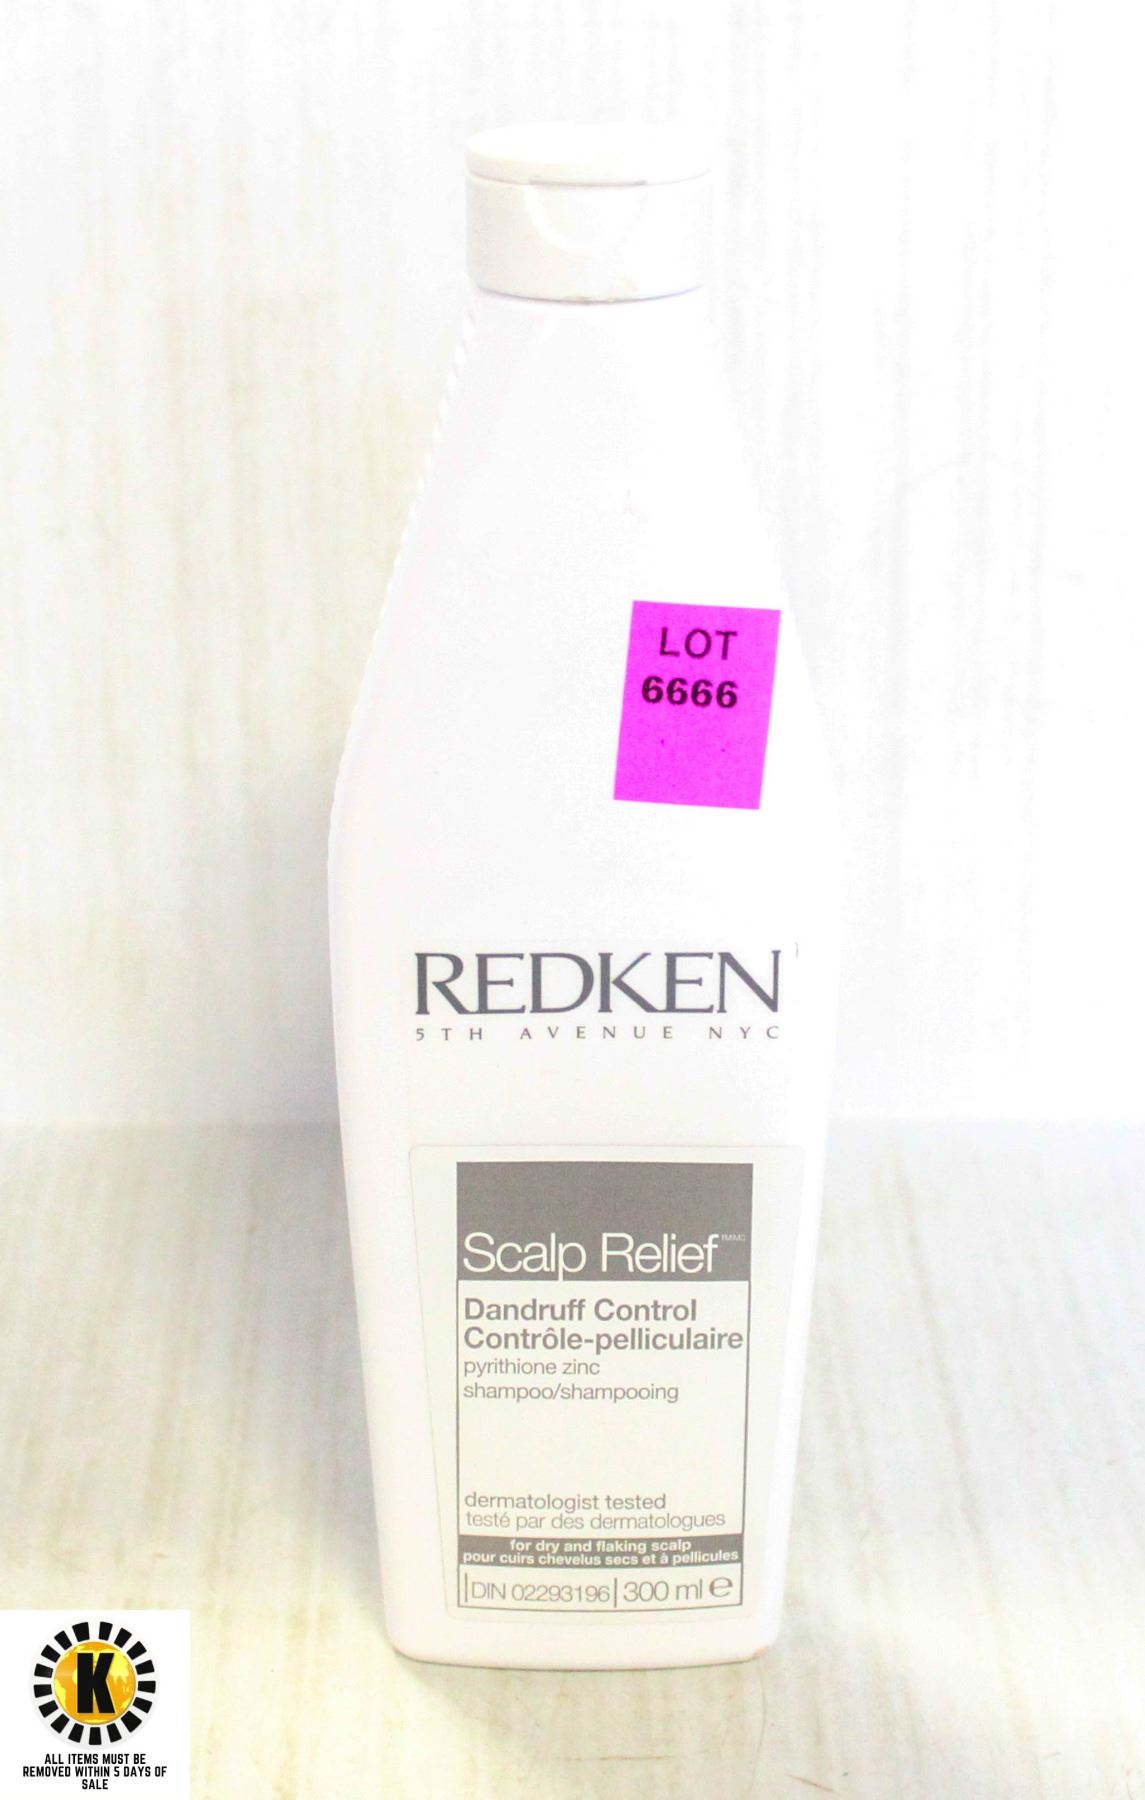 LOT
6666
REDKEN
5TH AVENUE NYC
Scalp Relief™/MC
Dandruff Control
Contrôle-pelliculaire
pyrithione zinc
shampoo/shampooing
dermatologist tested
testé par des dermatologues
for dry and flaking scalp
pour cuirs chevelus secs et à pellicules
DIN 02293196 300 ml e
K
ALL ITEMS MUST BE
REMOVED WITHIN 5 DAYS OF
SALE